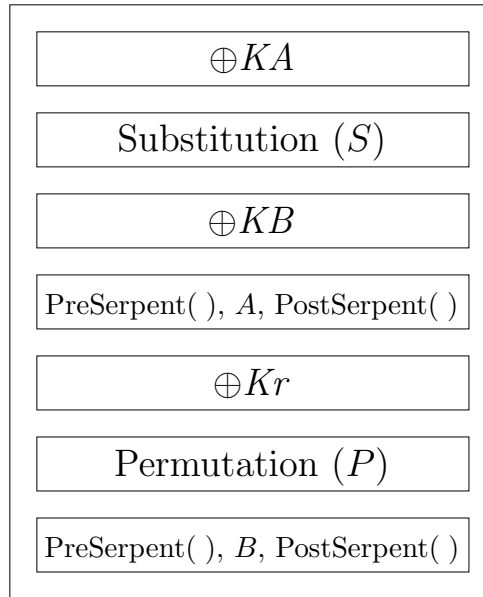 ⊕KA
Substitution (S)
⊕KB
PreSerpent( ), A, PostSerpent( )
⊕Kr
Permutation (P)
PreSerpent( ), B, PostSerpent( )